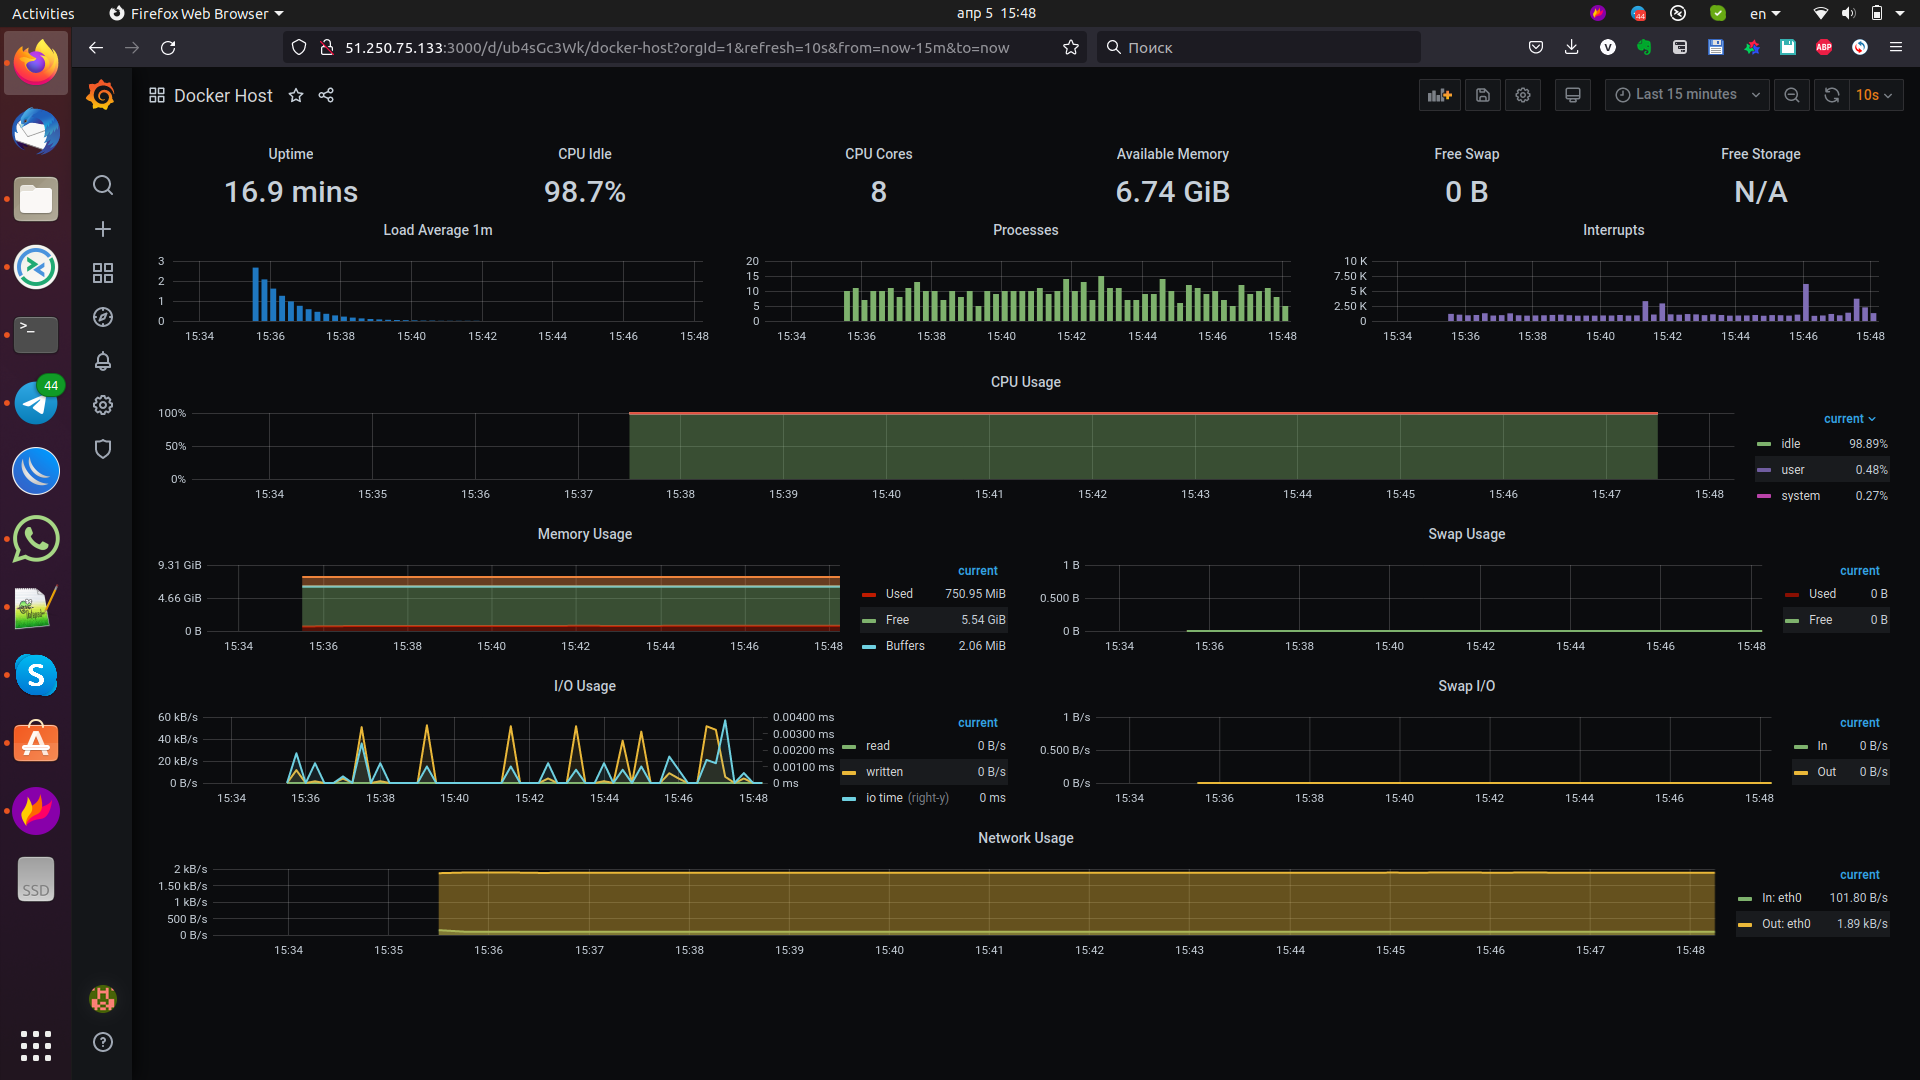 Activities
Firefox Web Browser
апр 5 15:48
44
en
51.250.75.133:3000/d/ub4sGc3Wk/docker-host?orgId=1&refresh=10s&from=now-15m&to=now
Поиск
V
ABP
Docker Host
Last 15 minutes
10s
Uptime
16.9 mins
CPU Idle
98.7%
CPU Cores
8
Available Memory
6.74 GiB
Free Swap
0 B
Free Storage
N/A
Load Average 1m
3
2
1
0
15:34 15:36 15:38 15:40 15:42 15:44 15:46 15:48
Processes
20
15
10
5
0
15:34 15:36 15:38 15:40 15:42 15:44 15:46 15:48
Interrupts
10 K
7.50 K
5 K
2.50 K
0
15:34 15:36 15:38 15:40 15:42 15:44 15:46 15:48
CPU Usage
100%
50%
0%
15:34 15:35 15:36 15:37 15:38 15:39 15:40 15:41 15:42 15:43 15:44 15:45 15:46 15:47 15:48
current
idle 98.89%
user 0.48%
system 0.27%
Memory Usage
9.31 GiB
4.66 GiB
0 B
15:34 15:36 15:38 15:40 15:42 15:44 15:46 15:48
current
Used 750.95 MiB
Free 5.54 GiB
Buffers 2.06 MiB
Swap Usage
1 B
0.500 B
0 B
15:34 15:36 15:38 15:40 15:42 15:44 15:46 15:48
current
Used 0 B
Free 0 B
I/O Usage
60 kB/s
40 kB/s
20 kB/s
0 B/s
0.00400 ms
0.00300 ms
0.00200 ms
0.00100 ms
0 ms
15:34 15:36 15:38 15:40 15:42 15:44 15:46 15:48
current
read 0 B/s
written 0 B/s
io time (right-y) 0 ms
Swap I/O
1 B/s
0.500 B/s
0 B/s
15:34 15:36 15:38 15:40 15:42 15:44 15:46 15:48
current
In 0 B/s
Out 0 B/s
Network Usage
2 kB/s
1.50 kB/s
1 kB/s
500 B/s
0 B/s
15:34 15:35 15:36 15:37 15:38 15:39 15:40 15:41 15:42 15:43 15:44 15:45 15:46 15:47 15:48
current
In: eth0 101.80 B/s
Out: eth0 1.89 kB/s
>_
44
S
SSD